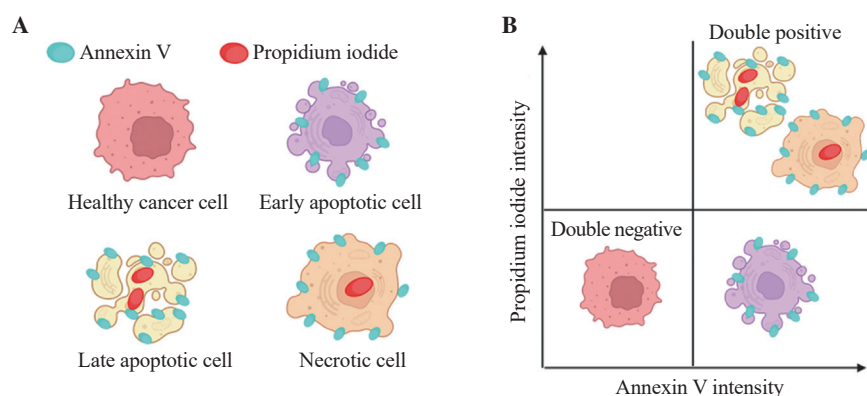 A
Annexin V
Propidium iodide
Healthy cancer cell
Early apoptotic cell
Late apoptotic cell
Necrotic cell
B
Double positive
Propidium iodide intensity
Double negative
Annexin V intensity